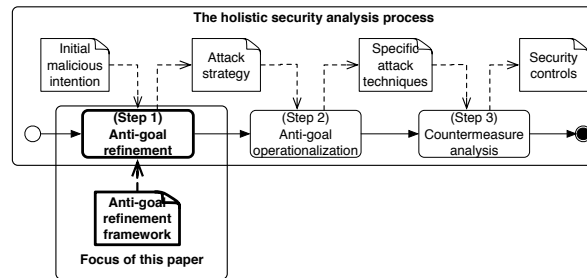 The holistic security analysis process
Initial
malicious
intention
Attack
strategy
Specific
attack
techniques
Security
controls
(Step 1)
Anti-goal
refinement
(Step 2)
Anti-goal
operationalization
(Step 3)
Countermeasure
analysis
Anti-goal
refinement
framework
Focus of this paper